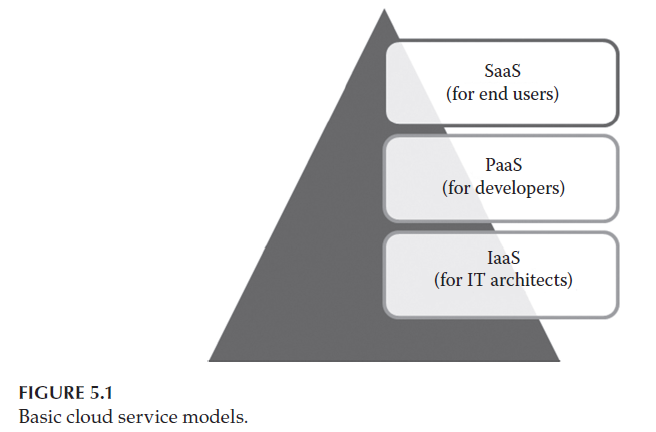 SaaS
(for end users)
PaaS
(for developers)
IaaS
(for IT architects)
FIGURE 5.1
Basic cloud service models.